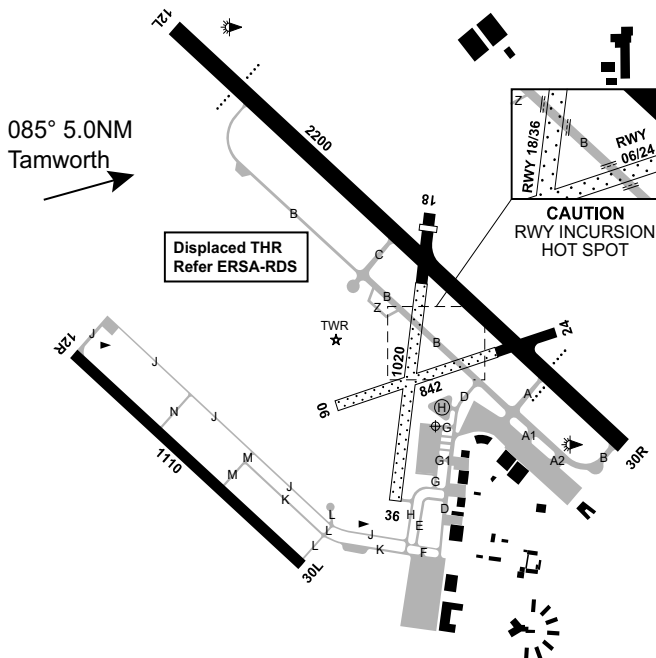 12L
085° 5.0NM
Tamworth
2200
Z
B
RWY 18/36
RWY
06/24
CAUTION
RWY INCURSION
HOT SPOT
18
B
C
Displaced THR
Refer ERSA-RDS
B
Z
TWR
B
24
1020
842
06
12R
J
J
N
J
1110
M
M
J
K
L
L
L
30L
J
K
36
H
E
F
D
G
G1
G
H
D
A
A1
A2
B
30R